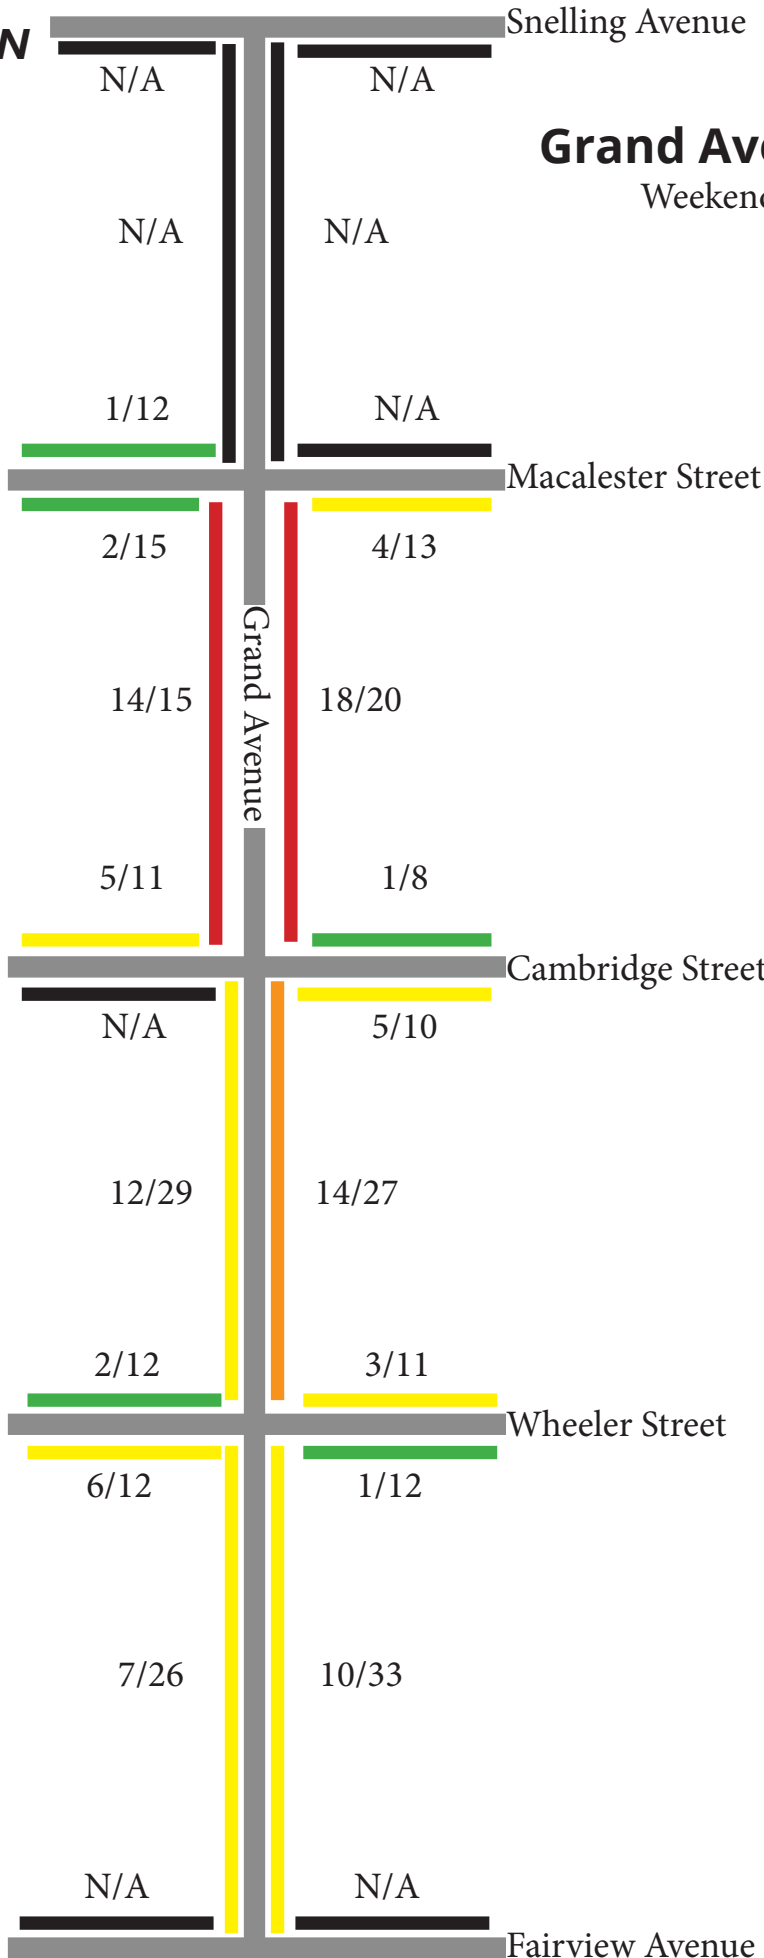 Snelling Avenue
N
N/A
N/A
Grand Av
Weeken
N/A
N/A
1/12
N/A
Macalester Street
2/15
4/13
Grand Avenue
14/15
18/20
5/11
1/8
Cambridge Street
N/A
5/10
12/29
14/27
2/12
3/11
Wheeler Street
6/12
1/12
7/26
10/33
N/A
N/A
Fairview Avenue